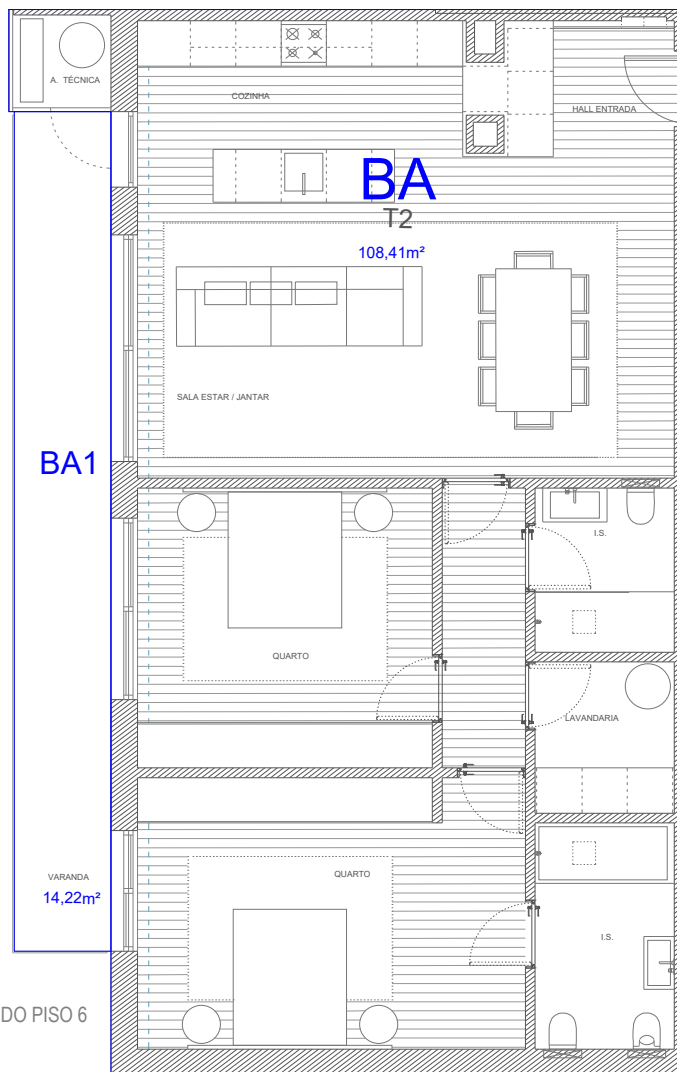 A. TÉCNICA
COZINHA
HALL ENTRADA
BA
T2
108,41m²
SALA ESTAR / JANTAR
BA1
I.S.
QUARTO
LAVANDARIA
VARANDA
14,22m²
QUARTO
I.S.
DO PISO 6